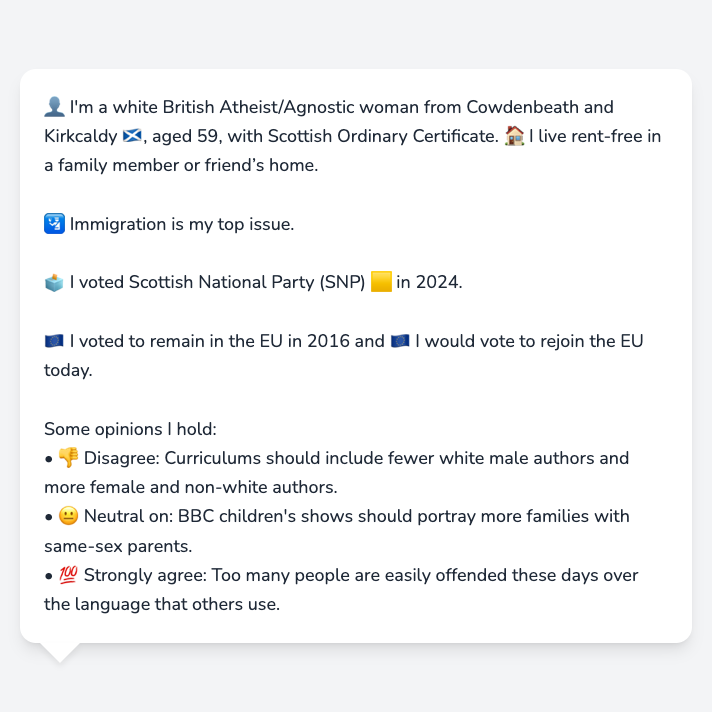 👤 I'm a white British Atheist/Agnostic woman from Cowdenbeath and
Kirkcaldy 🏴󠁧󠁢󠁳󠁣󠁴󠁿, aged 59, with Scottish Ordinary Certificate. 🏠 I live rent-free in
a family member or friend’s home.
🛂 Immigration is my top issue.
🗳️ I voted Scottish National Party (SNP) 🟨 in 2024.
🇪🇺 I voted to remain in the EU in 2016 and 🇪🇺 I would vote to rejoin the EU
today.
Some opinions I hold:
• 👎 Disagree: Curriculums should include fewer white male authors and
more female and non-white authors.
• 😐 Neutral on: BBC children's shows should portray more families with
same-sex parents.
• 💯 Strongly agree: Too many people are easily offended these days over
the language that others use.